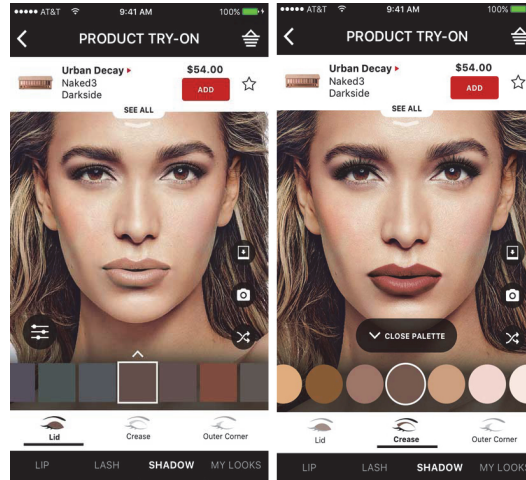 AT&T 9:41 AM 100%
PRODUCT TRY-ON
Urban Decay $54.00
Naked3 ADD
Darkside
SEE ALL
Lid Crease Outer Corner
LIP LASH SHADOW MY LOOKS
AT&T 9:41 AM 100%
PRODUCT TRY-ON
Urban Decay $54.00
Naked3 ADD
Darkside
SEE ALL
CLOSE PALETTE
Lid Crease Outer Corner
LIP LASH SHADOW MY LOOKS